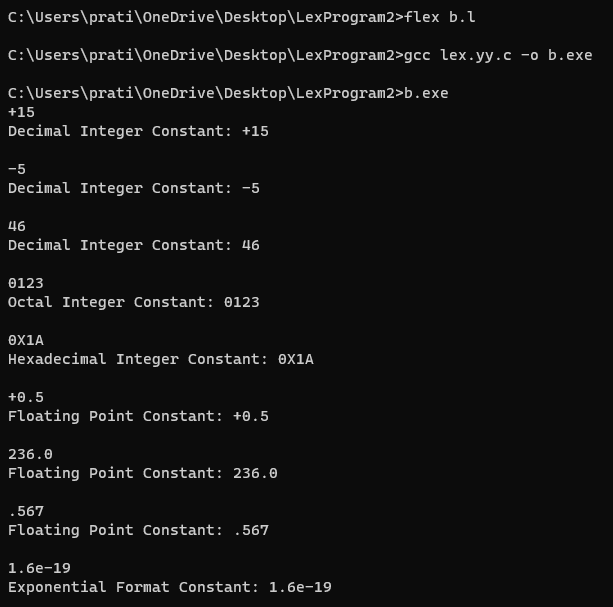 C:\Users\prati\OneDrive\Desktop\LexProgram2>flex b.l
C:\Users\prati\OneDrive\Desktop\LexProgram2>gcc lex.yy.c -o b.exe
C:\Users\prati\OneDrive\Desktop\LexProgram2>b.exe
+15
Decimal Integer Constant: +15
-5
Decimal Integer Constant: -5
46
Decimal Integer Constant: 46
0123
Octal Integer Constant: 0123
0X1A
Hexadecimal Integer Constant: 0X1A
+0.5
Floating Point Constant: +0.5
236.0
Floating Point Constant: 236.0
.567
Floating Point Constant: .567
1.6e-19
Exponential Format Constant: 1.6e-19